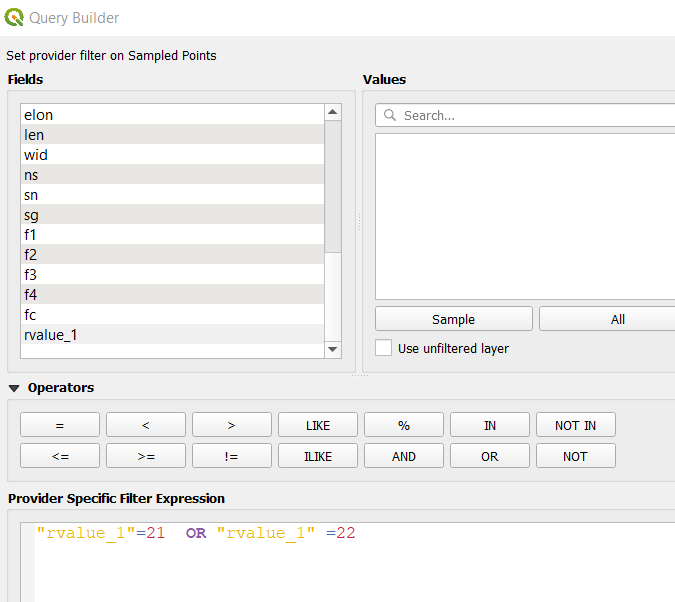 Query Builder
Set provider filter on Sampled Points
Fields
Values
elon
len
wid
ns
sn
sg
f1
f2
f3
f4
fc
rvalue_1
Search...
Sample
All
Use unfiltered layer
Operators
= < > LIKE % IN NOT IN
<= >= != ILIKE AND OR NOT
Provider Specific Filter Expression
"rvalue_1"=21  OR "rvalue_1" =22